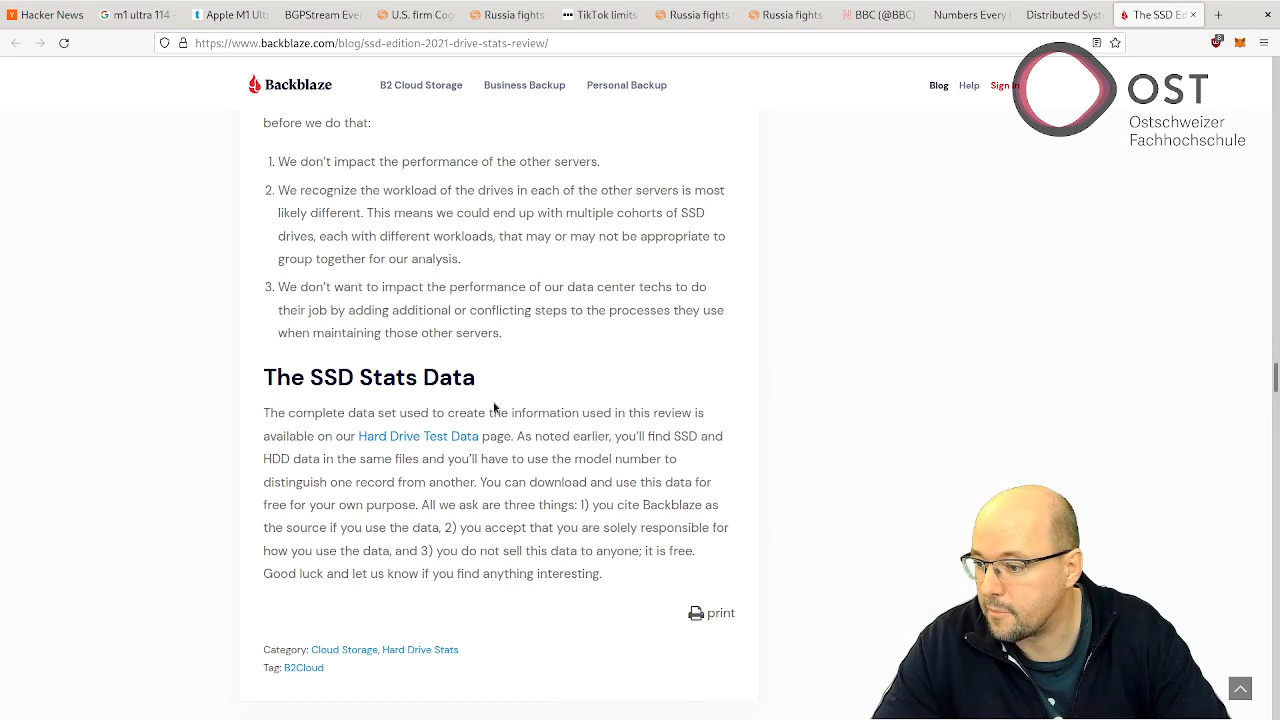 Hacker News
m1 ultra 114 -
Apple M1 Ultr
BGPStream Eve
U.S. firm Cog
Russia fights
TikTok limits
Russia fights
Russia fights
BBC (@BBC)
Numbers Every
Distributed Syst
The SSD Ed
https://www.backblaze.com/blog/ssd-edition-2021-drive-stats-review/
Backblaze
B2 Cloud Storage
Business Backup
Personal Backup
Blog
Help
Sign In
OST
Ostschweizer
Fachhochschule
before we do that:
1. We don't impact the performance of the other servers.
2. We recognize the workload of the drives in each of the other servers is most
likely different. This means we could end up with multiple cohorts of SSD
drives, each with different workloads, that may or may not be appropriate to
group together for our analysis.
3. We don't want to impact the performance of our data center techs to do
their job by adding additional or conflicting steps to the processes they use
when maintaining those other servers.
The SSD Stats Data
The complete data set used to create the information used in this review is
available on our Hard Drive Test Data page. As noted earlier, you'll find SSD and
HDD data in the same files and you'll have to use the model number to
distinguish one record from another. You can download and use this data for
free for your own purpose. All we ask are three things: 1) you cite Backblaze as
the source if you use the data, 2) you accept that you are solely responsible for
how you use the data, and 3) you do not sell this data to anyone; it is free.
Good luck and let us know if you find anything interesting.
print
Category: Cloud Storage, Hard Drive Stats
Tag: B2Cloud